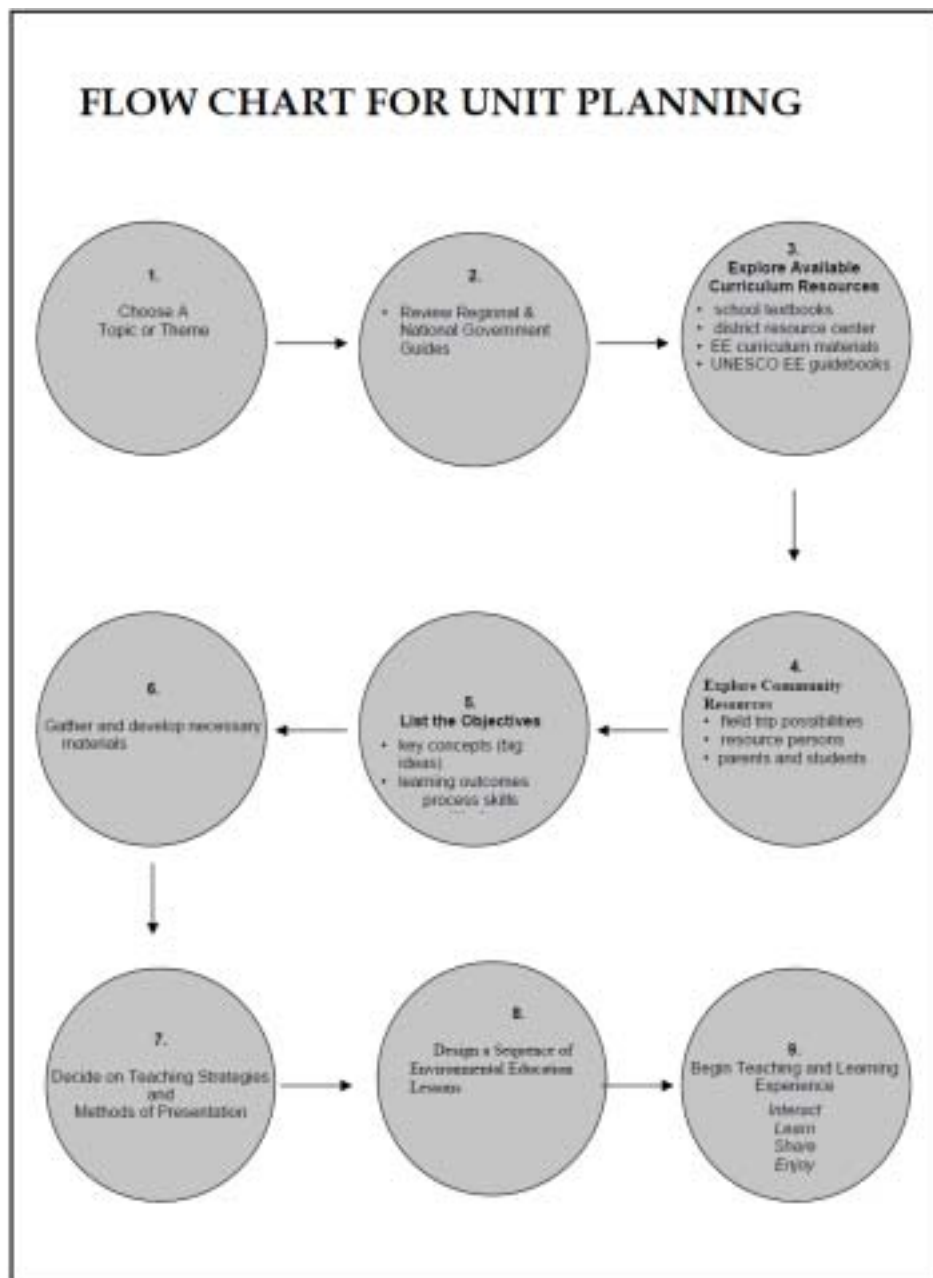 FLOW CHART FOR UNIT PLANNING
1.
Choose A
Topic or Theme
2.
• Review Regional &
National Government
Guides
3.
Explore Available
Curriculum Resources
• school textbooks
• district resource center
• EE curriculum materials
• UNESCO EE guidebooks
4.
Explore Community
Resources
• field trip possibilities
• resource persons
• parents and students
5.
List the Objectives
• key concepts (big
ideas)
• learning outcomes
process skills
6.
Gather and develop necessary
materials
7.
Decide on Teaching Strategies
and
Methods of Presentation
8.
Design a Sequence of
Environmental Education
Lessons
9.
Begin Teaching and Learning
Experience
Interact
Learn
Share
Enjoy